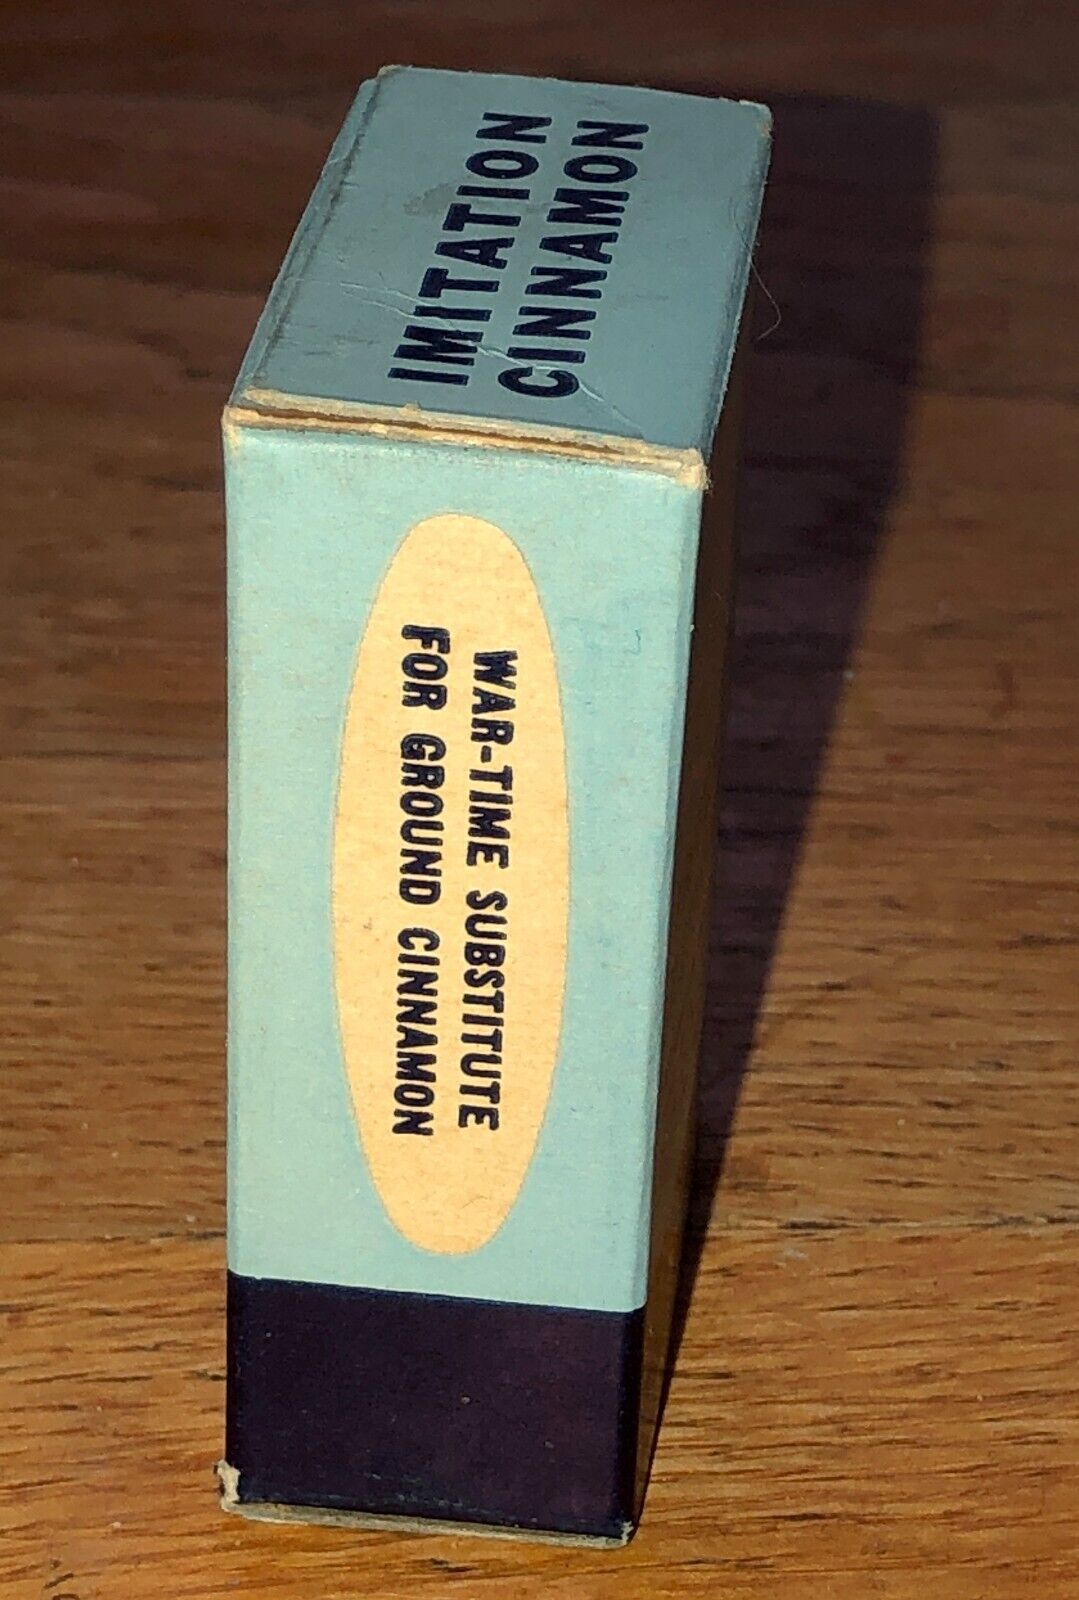 IMITATION
CINNAMON
WAR-TIME SUBSTITUTE
FOR GROUND CINNAMON